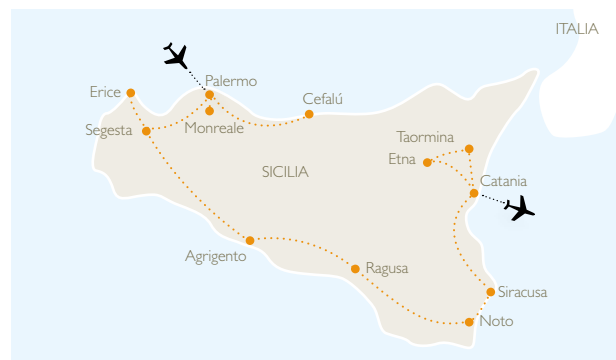 ITALIA
Palermo
Erice
Cefalú
Segesta
Monreale
Taormina
Etna
SICILIA
Catania
Agrigento
Ragusa
Siracusa
Noto